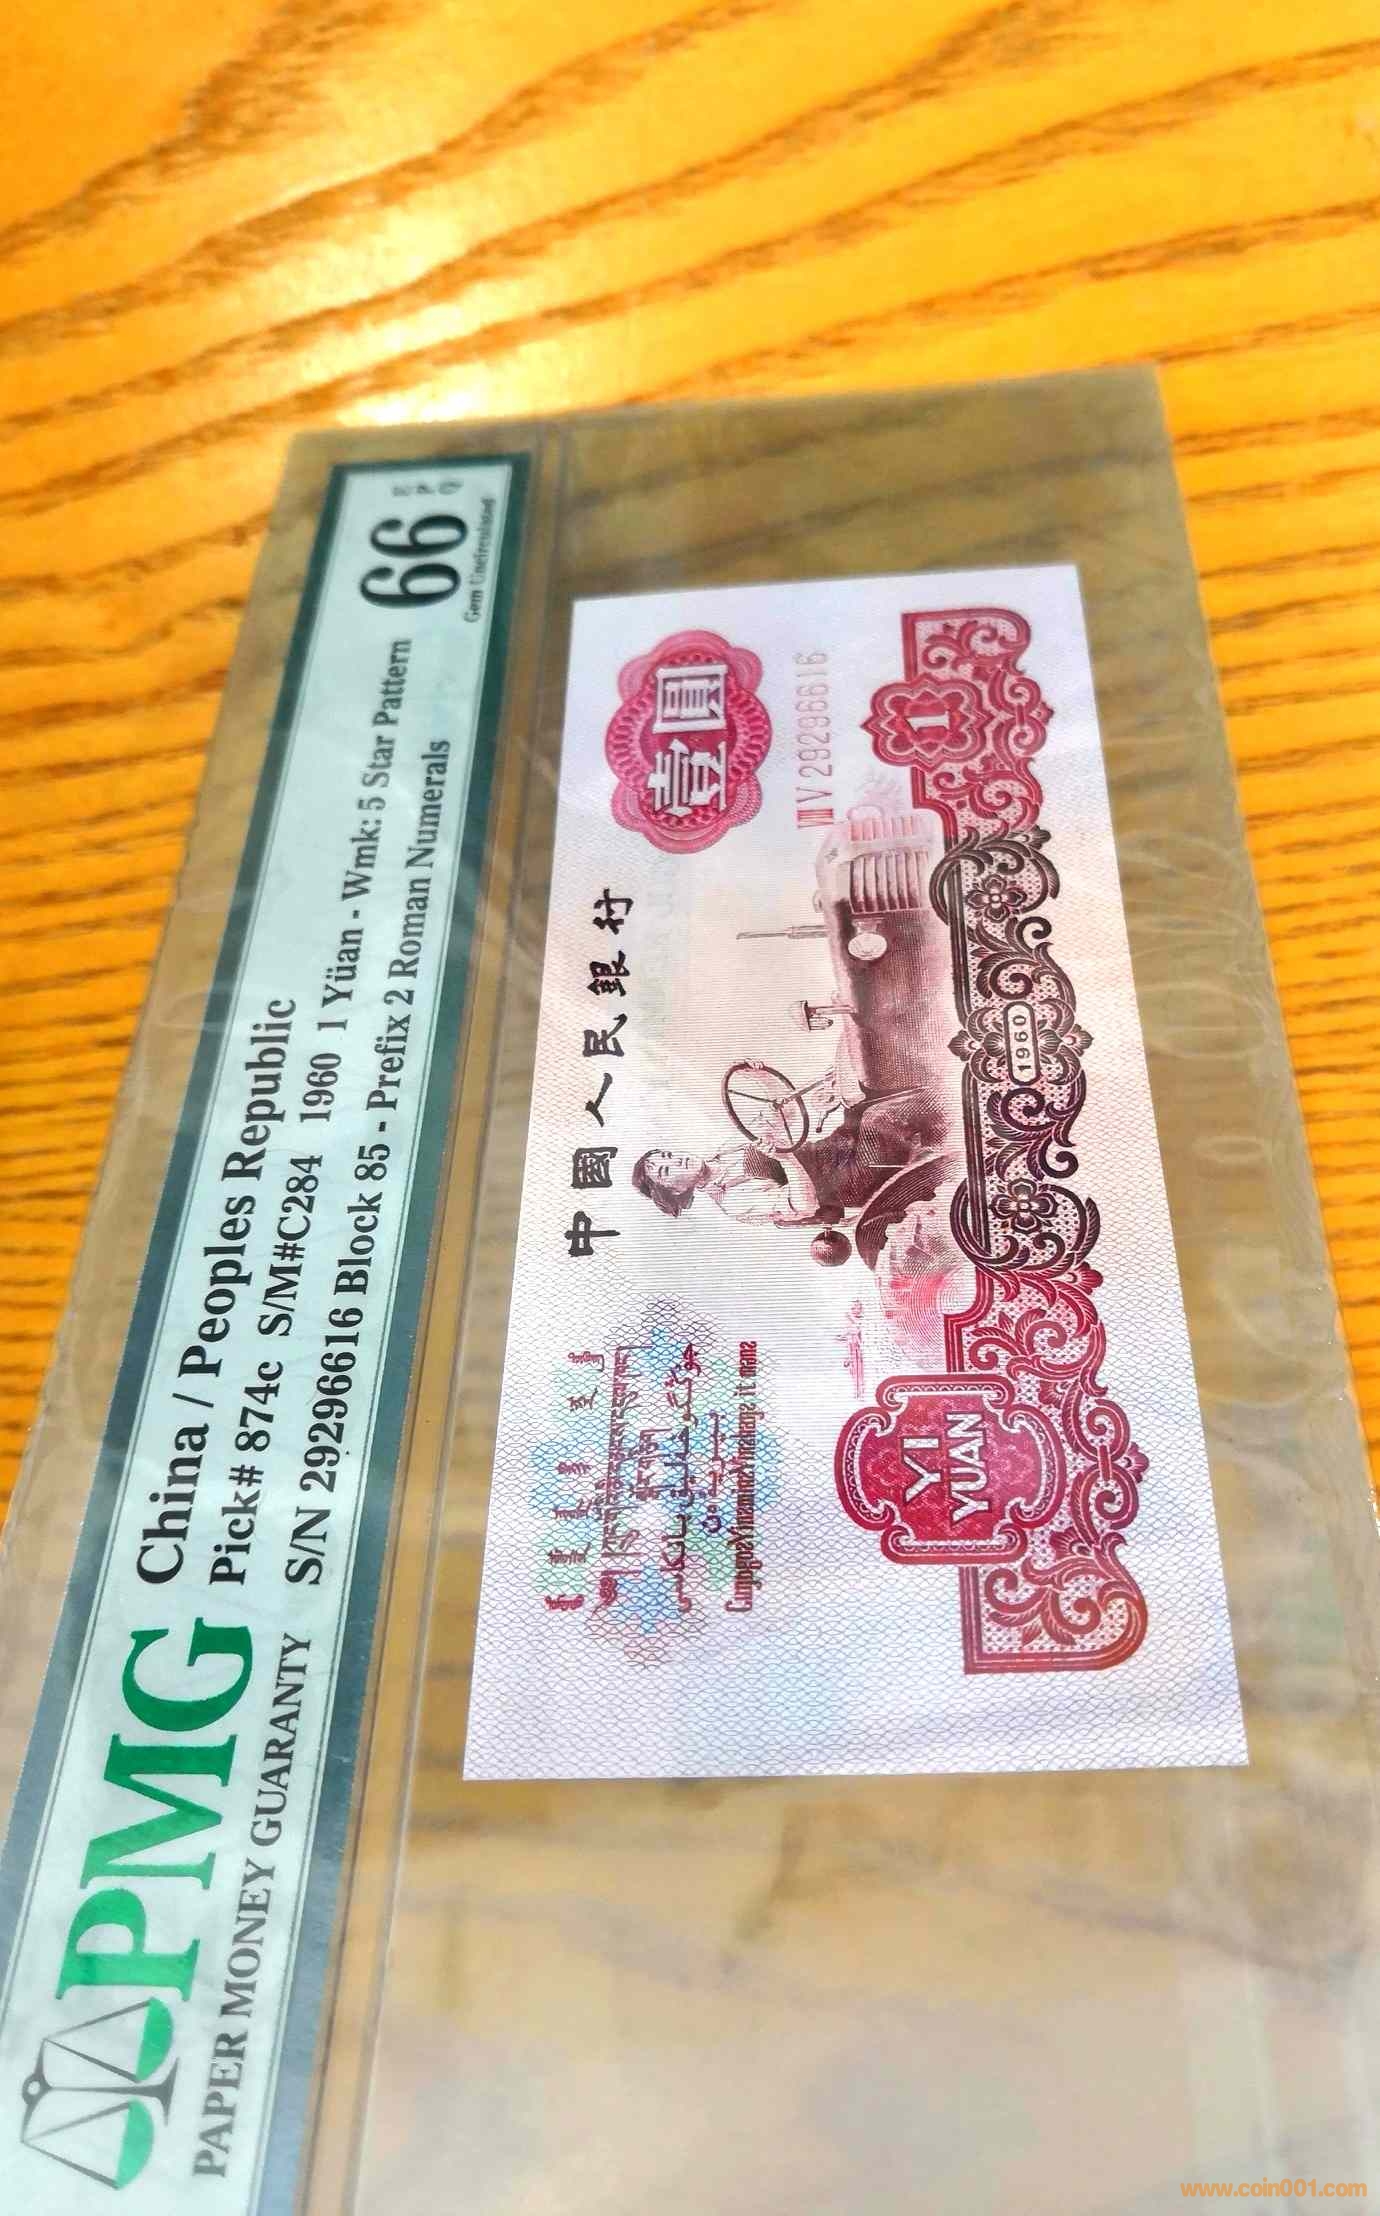 PMG
PAPER MONEY GUARANTY
China / Peoples Republic
Pick# 874c S/M#C284 1960 1 Yüan - Wmk: 5 Star Pattern
S/N 29296616 Block 85 - Prefix 2 Roman Numerals
66
EPQ
Gem Uncirculated
中國人民銀行
壹圓
ⅧⅤ29296616
1
1960
YI
YUAN
www.coin001.com